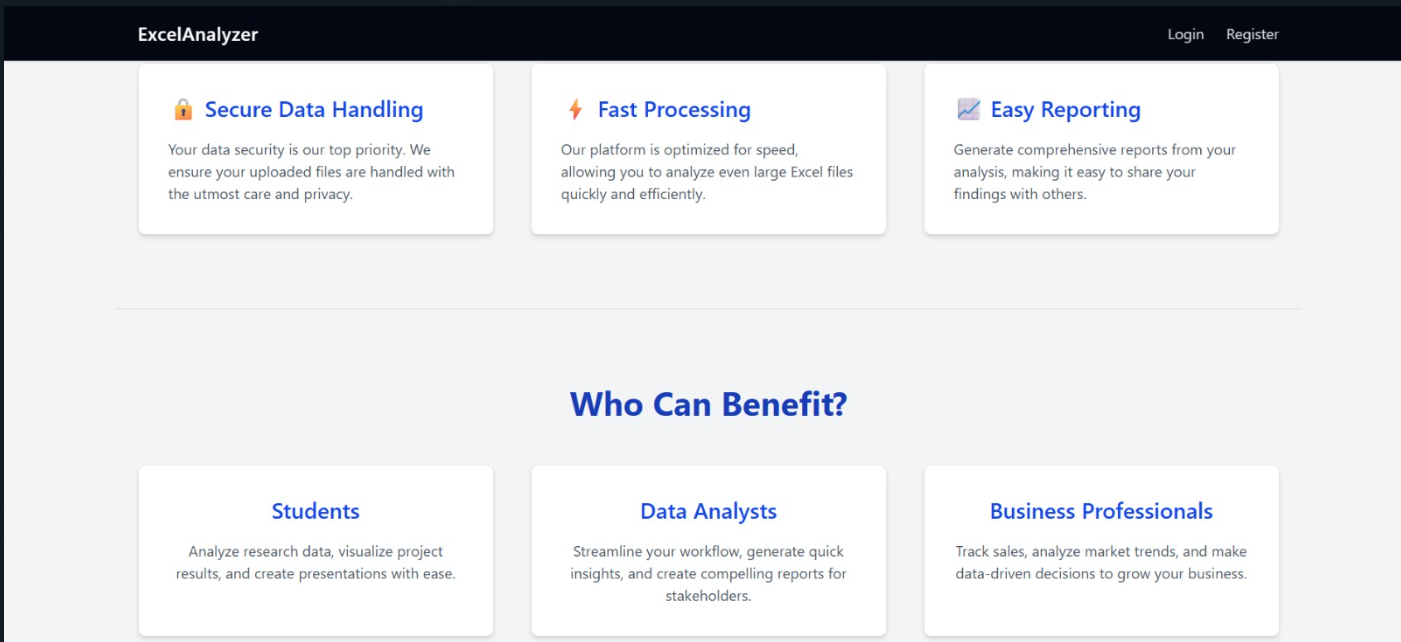 ExcelAnalyzer
Login
Register
🔒 Secure Data Handling
Your data security is our top priority. We
ensure your uploaded files are handled with
the utmost care and privacy.
⚡ Fast Processing
Our platform is optimized for speed,
allowing you to analyze even large Excel files
quickly and efficiently.
📈 Easy Reporting
Generate comprehensive reports from your
analysis, making it easy to share your
findings with others.
Who Can Benefit?
Students
Analyze research data, visualize project
results, and create presentations with ease.
Data Analysts
Streamline your workflow, generate quick
insights, and create compelling reports for
stakeholders.
Business Professionals
Track sales, analyze market trends, and make
data-driven decisions to grow your business.